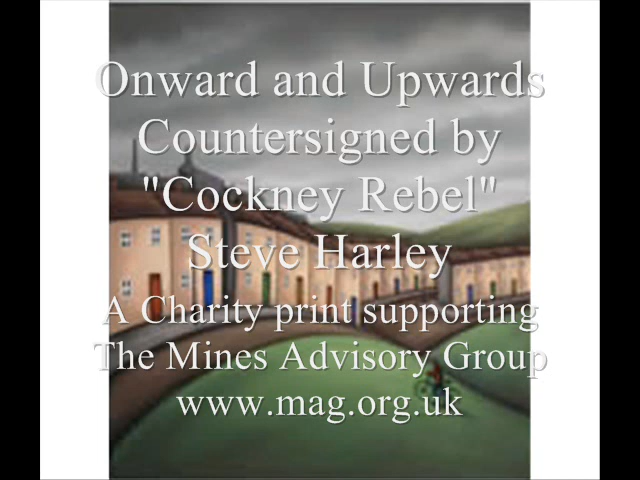 Onward and Upwards
Countersigned by
"Cockney Rebel"
Steve Harley
A Charity print supporting
The Mines Advisory Group
www.mag.org.uk